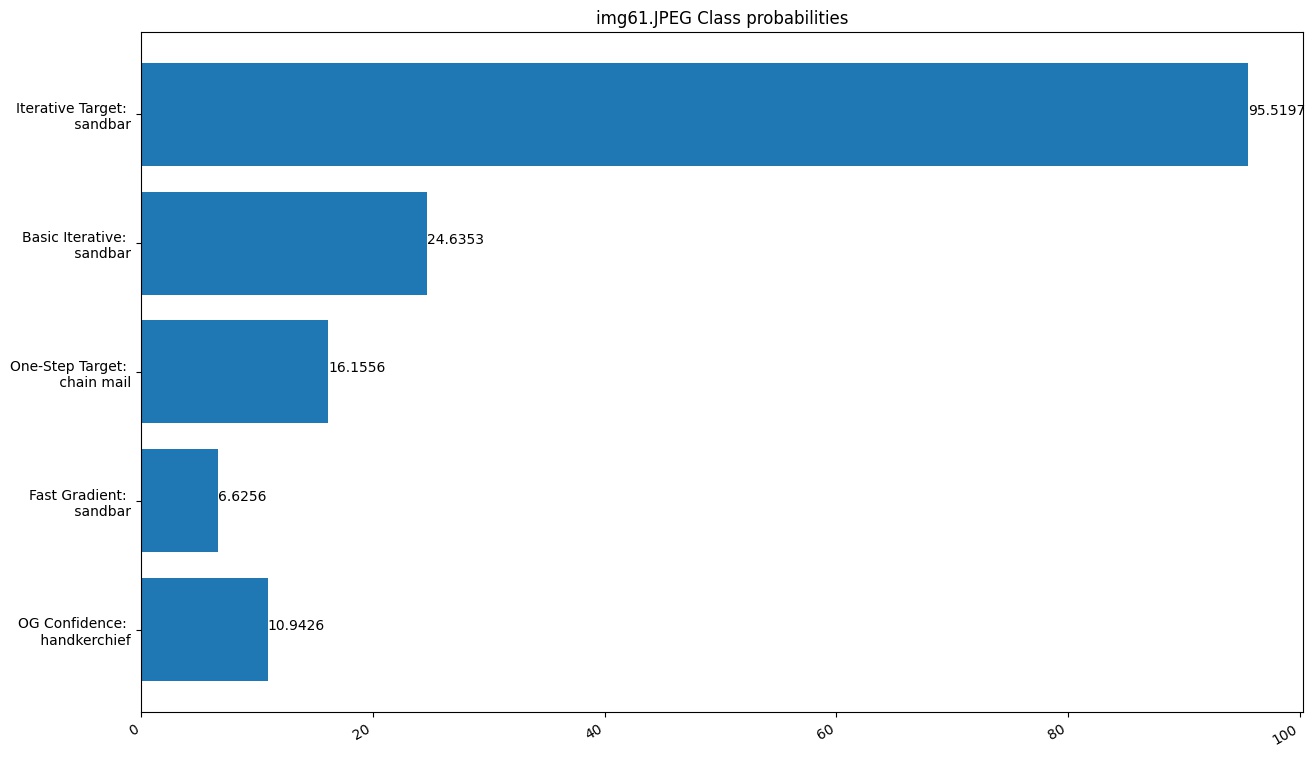 img61.JPEG Class probabilities
Iterative Target:
sandbar
95.5197
Basic Iterative:
sandbar
24.6353
One-Step Target:
chain mail
16.1556
Fast Gradient:
sandbar
6.6256
OG Confidence:
handkerchief
10.9426
0
20
40
60
80
100